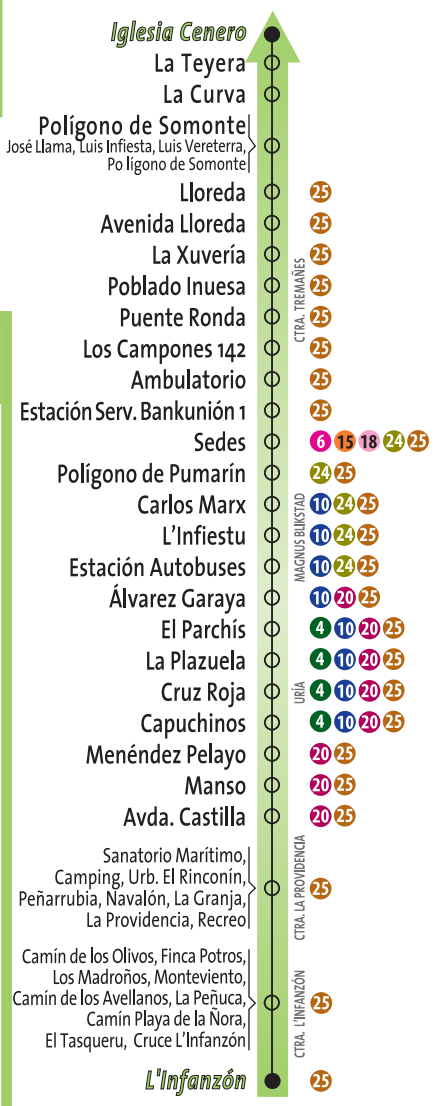 Iglesia Cenero
La Teyera
La Curva
Polígono de Somonte
José Llama, Luis Infiesta, Luis Vereterra,
Po lígono de Somonte
Lloreda 25
Avenida Lloreda 25
La Xuvería 25
Poblado Inuesa 25
Puente Ronda 25
CTRA. TREMAÑES
Los Campones 142 25
Ambulatorio 25
Estación Serv. Bankunión 1 25
Sedes 6 15 18 24 25
Polígono de Pumarín 24 25
Carlos Marx 10 24 25
L'Infiestu 10 24 25
MAGNUS BLIKSTAD
Estación Autobuses 10 24 25
Álvarez Garaya 10 20 25
El Parchís 4 10 20 25
La Plazuela 4 10 20 25
Cruz Roja 4 10 20 25
URÍA
Capuchinos 4 10 20 25
Menéndez Pelayo 20 25
Manso 20 25
Avda. Castilla 20 25
Sanatorio Marítimo,
Camping, Urb. El Rinconín,
Peñarrubia, Navalón, La Granja, 25
La Providencia, Recreo
CTRA. LA PROVIDENCIA
Camín de los Olivos, Finca Potros,
Los Madroños, Monteviento,
Camín de los Avellanos, La Peñuca, 25
Camín Playa de la Ñora,
El Tasqueru, Cruce L'Infanzón
CTRA. L'INFANZÓN
L'Infanzón 25